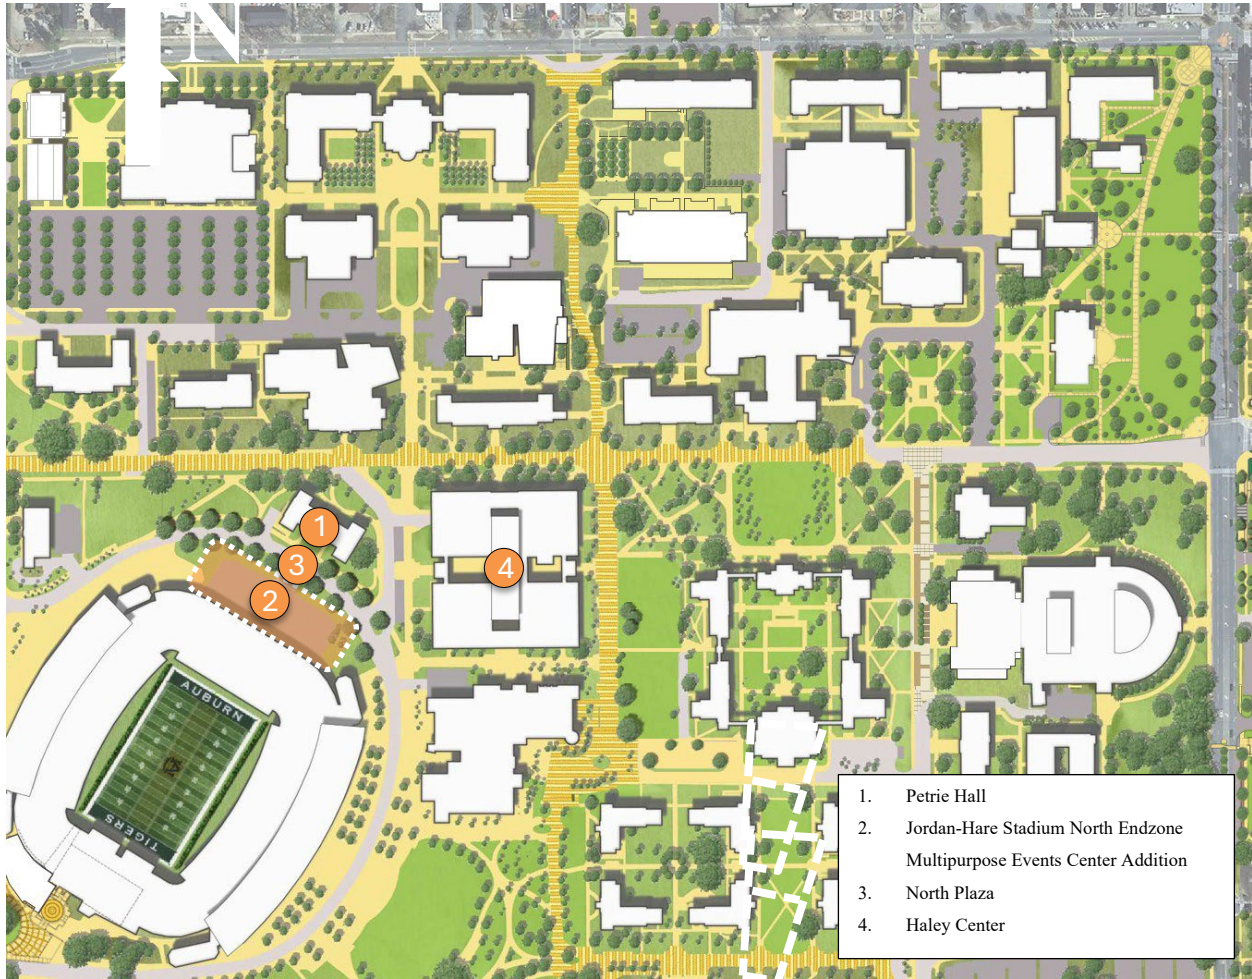 N
1
3
2
4
AUBURN
TIGERS
1. Petrie Hall
2. Jordan-Hare Stadium North Endzone
Multipurpose Events Center Addition
3. North Plaza
4. Haley Center